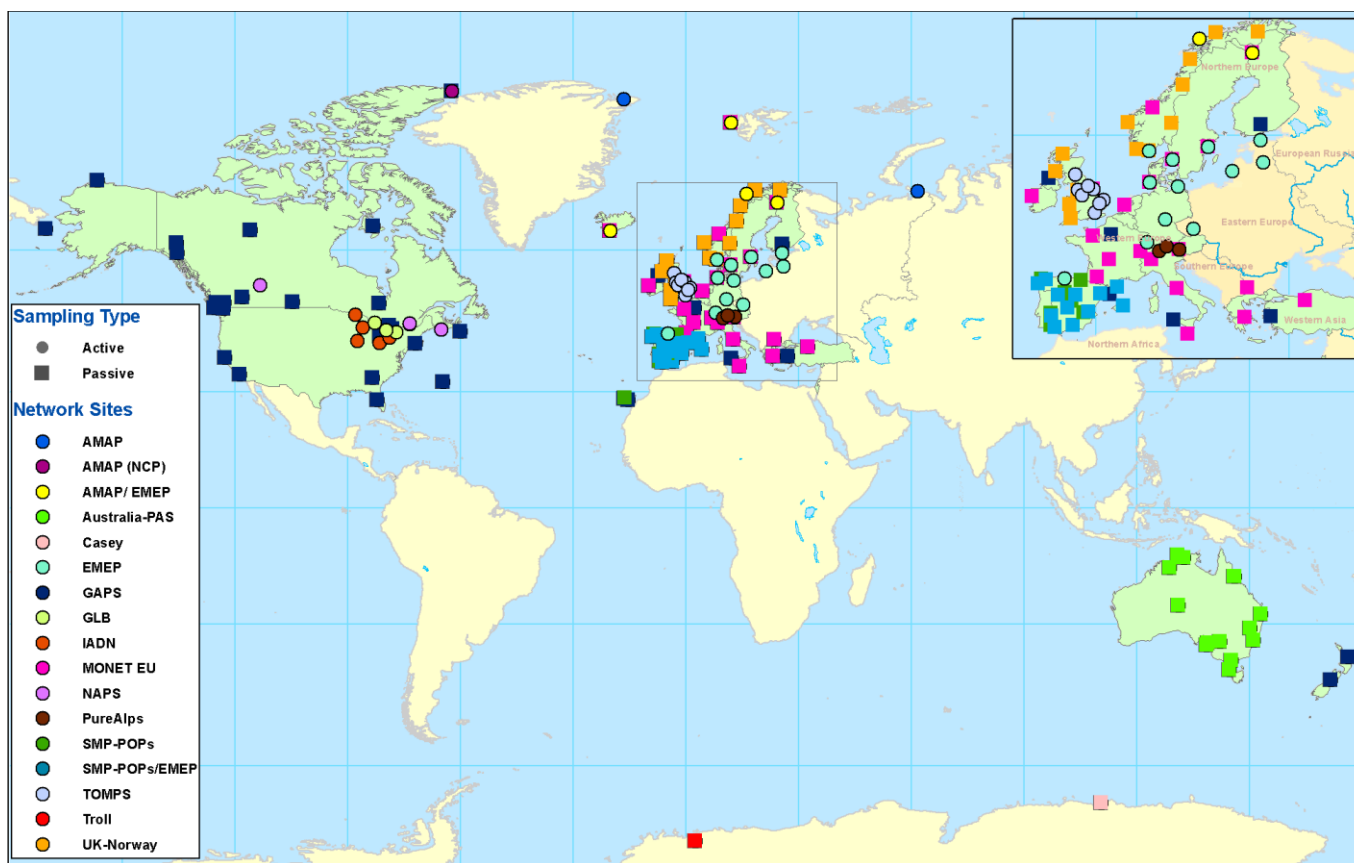 Sampling Type
Active
Passive
Network Sites
AMAP
AMAP (NCP)
AMAP/ EMEP
Australia-PAS
Casey
EMEP
GAPS
GLB
IADN
MONET EU
NAPS
PureAlps
SMP-POPs
SMP-POPs/EMEP
TOMPS
Troll
UK-Norway
Northern Europe
European Russia
Eastern Europe
Western Europe
Southern Europe
Western Asia
Northern Africa